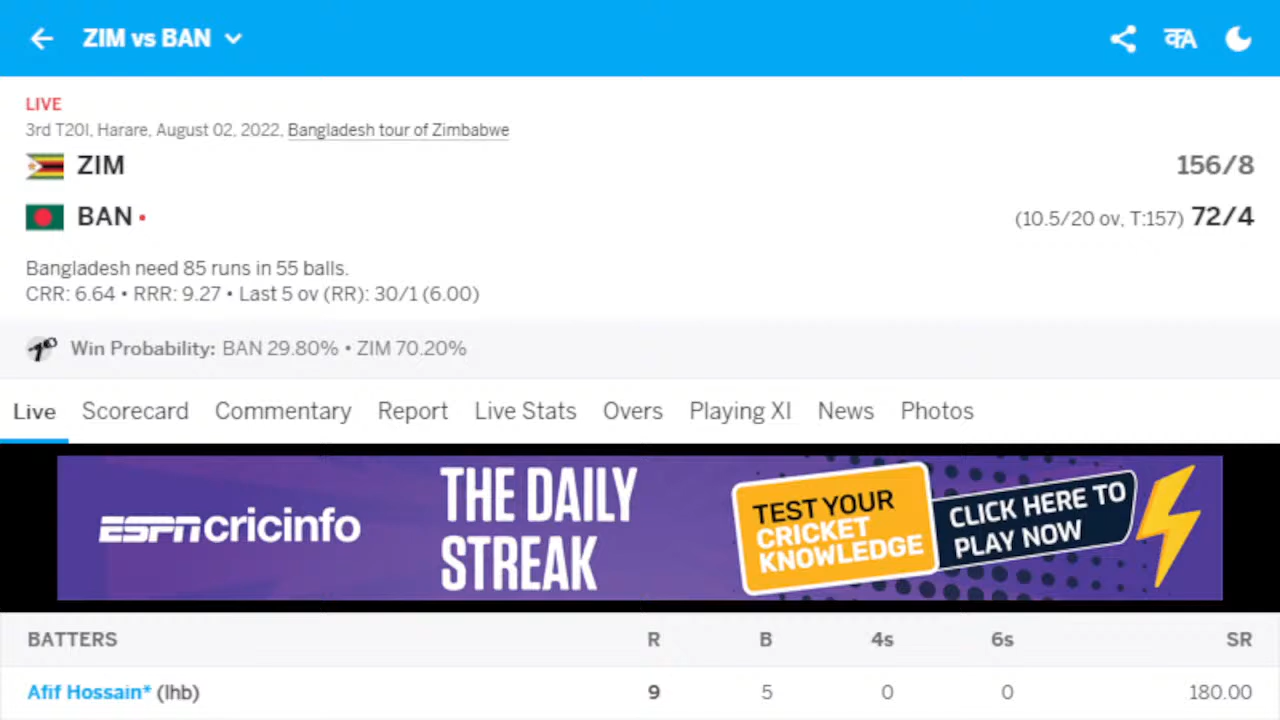 ZIM vs BAN
कA
LIVE
3rd T20I, Harare, August 02, 2022, Bangladesh tour of Zimbabwe
ZIM 156/8
BAN (10.5/20 ov, T:157) 72/4
Bangladesh need 85 runs in 55 balls.
CRR: 6.64 • RRR: 9.27 • Last 5 ov (RR): 30/1 (6.00)
Win Probability: BAN 29.80% • ZIM 70.20%
Live Scorecard Commentary Report Live Stats Overs Playing XI News Photos
ESPN cricinfo
THE DAILY
STREAK
TEST YOUR
CRICKET
KNOWLEDGE
CLICK HERE TO
PLAY NOW
BATTERS R B 4s 6s SR
Afif Hossain* (lhb) 9 5 0 0 180.00